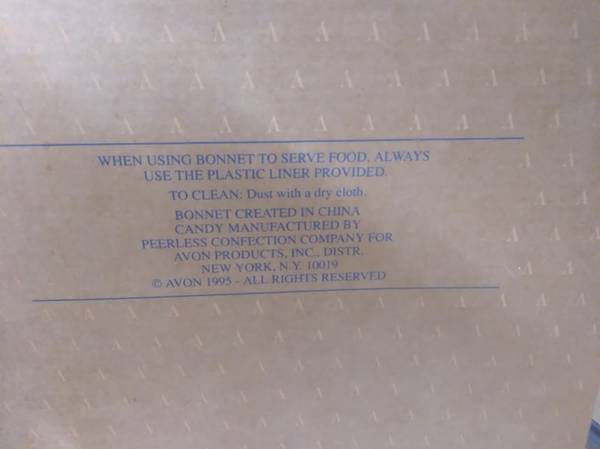 WHEN USING BONNET TO SERVE FOOD, ALWAYS
USE THE PLASTIC LINER PROVIDED.
TO CLEAN: Dust with a dry cloth.
BONNET CREATED IN CHINA
CANDY MANUFACTURED BY
PEERLESS CONFECTION COMPANY FOR
AVON PRODUCTS, INC., DISTR.
NEW YORK, N.Y. 10019
© AVON 1995 - ALL RIGHTS RESERVED